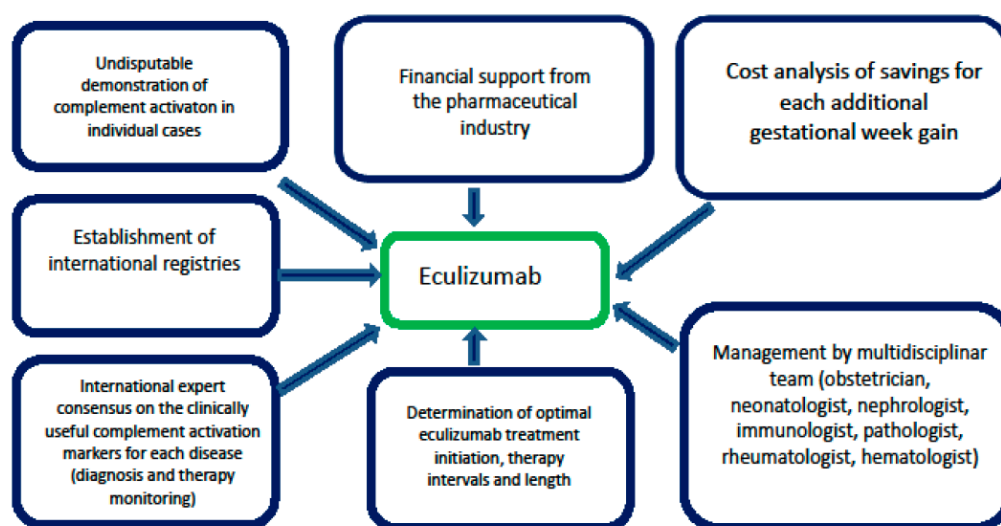 Undisputable
demonstration of
complement activaton in
individual cases
Financial support from
the pharmaceutical
industry
Cost analysis of savings for
each additional
gestational week gain
Establishment of
international registries
Eculizumab
International expert
consensus on the clinically
useful complement activation
markers for each disease
(diagnosis and therapy
monitoring)
Determination of optimal
eculizumab treatment
initiation, therapy
intervals and length
Management by multidisciplinar
team (obstetrician,
neonatologist, nephrologist,
immunologist, pathologist,
rheumatologist, hematologist)